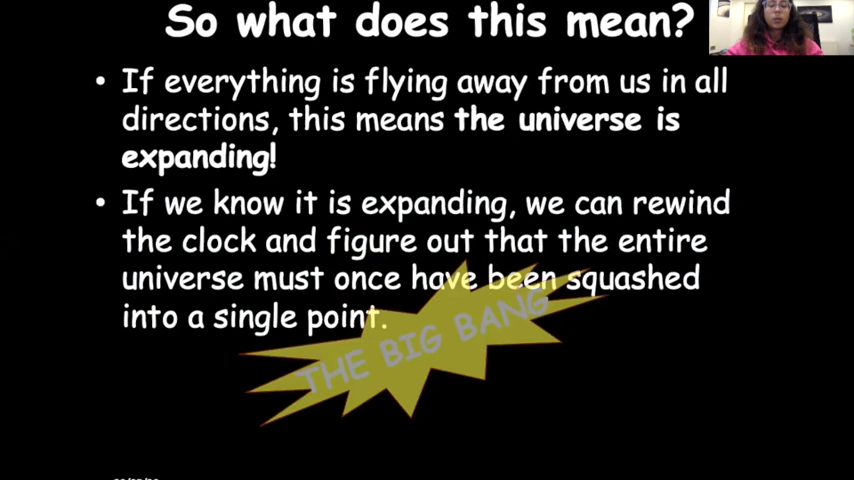 So what does this mean?
• If everything is flying away from us in all
directions, this means the universe is
expanding!
• If we know it is expanding, we can rewind
the clock and figure out that the entire
universe must once have been squashed
into a single point.
THE BIG BANG